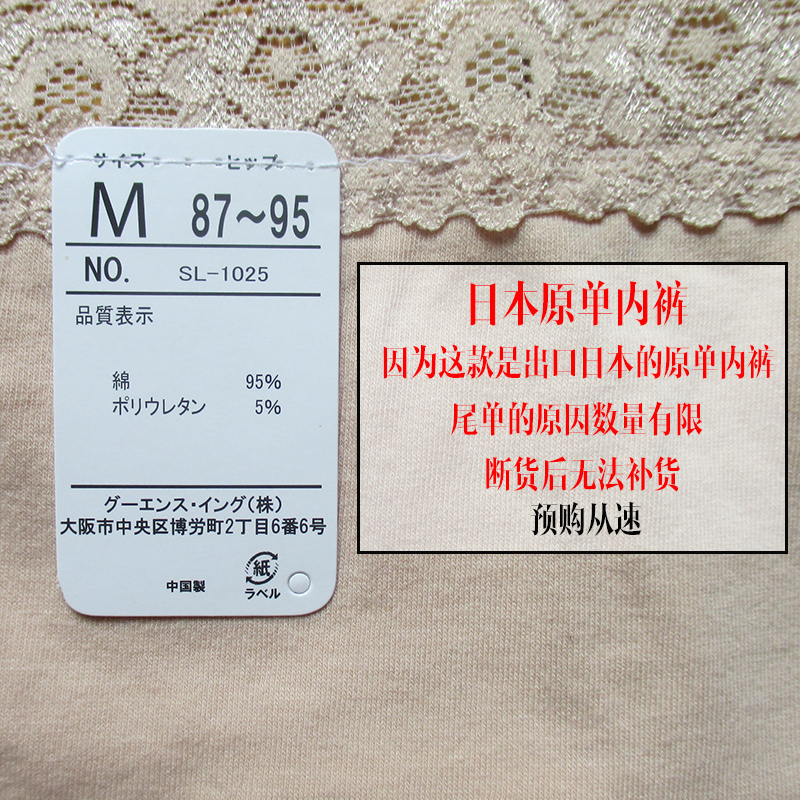 サイズ ヒップ
M 87～95
NO. SL-1025
品質表示
綿 95%
ポリウレタン 5%
グーエンス・イング(株)
大阪市中央区博労町2丁目6番6号
中国製
紙
ラベル
日本原单内裤
因为这款是出口日本的原单内裤
尾单的原因数量有限
断货后无法补货
预购从速